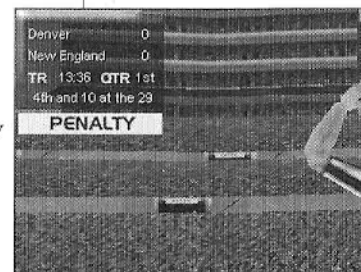 Denver 0
New England 0
TR 13:36 QTR 1st
4th and 10 at the 29
PENALTY